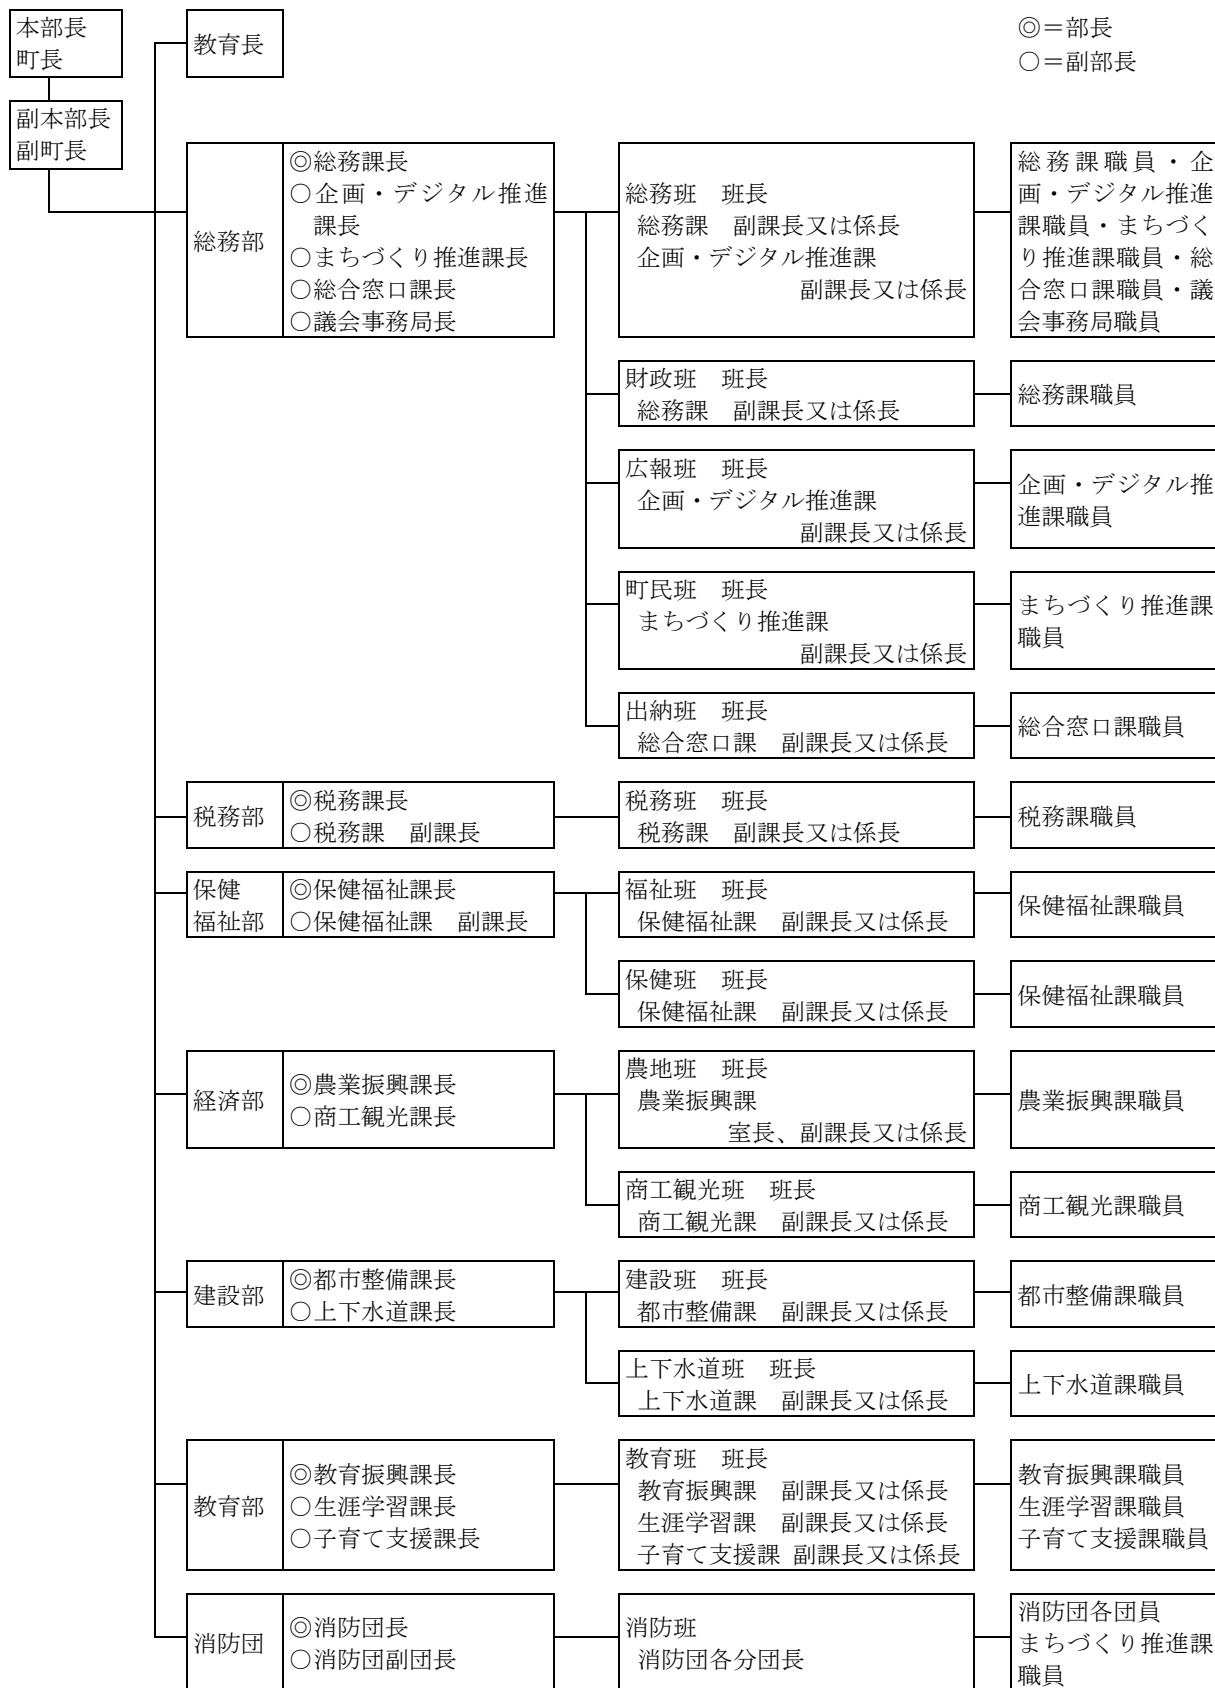 本部長
町長
副本部長
副町長
教育長
◎＝部長
○＝副部長
総務部
◎総務課長
○企画・デジタル推進
課長
○まちづくり推進課長
○総合窓口課長
○議会事務局長
総務班　班長
総務課　副課長又は係長
企画・デジタル推進課
副課長又は係長
総務課職員・企
画・デジタル推進
課職員・まちづく
り推進課職員・総
合窓口課職員・議
会事務局職員
財政班　班長
総務課　副課長又は係長
総務課職員
広報班　班長
企画・デジタル推進課
副課長又は係長
企画・デジタル推
進課職員
町民班　班長
まちづくり推進課
副課長又は係長
まちづくり推進課
職員
出納班　班長
総合窓口課　副課長又は係長
総合窓口課職員
税務部
◎税務課長
○税務課　副課長
税務班　班長
税務課　副課長又は係長
税務課職員
保健
福祉部
◎保健福祉課長
○保健福祉課　副課長
福祉班　班長
保健福祉課　副課長又は係長
保健福祉課職員
保健班　班長
保健福祉課　副課長又は係長
保健福祉課職員
経済部
◎農業振興課長
○商工観光課長
農地班　班長
農業振興課
室長、副課長又は係長
農業振興課職員
商工観光班　班長
商工観光課　副課長又は係長
商工観光課職員
建設部
◎都市整備課長
○上下水道課長
建設班　班長
都市整備課　副課長又は係長
都市整備課職員
上下水道班　班長
上下水道課　副課長又は係長
上下水道課職員
教育部
◎教育振興課長
○生涯学習課長
○子育て支援課長
教育班　班長
教育振興課　副課長又は係長
生涯学習課　副課長又は係長
子育て支援課 副課長又は係長
教育振興課職員
生涯学習課職員
子育て支援課職員
消防団
◎消防団長
○消防団副団長
消防班
消防団各分団長
消防団各団員
まちづくり推進課
職員